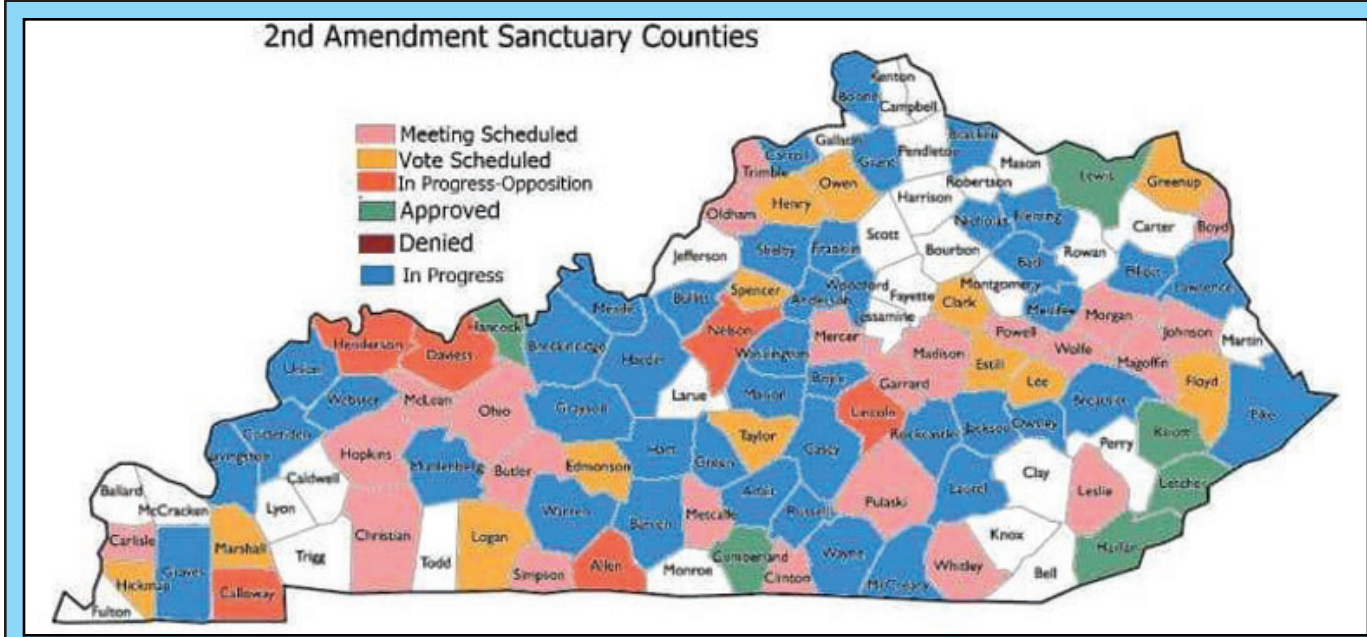 2nd Amendment Sanctuary Counties
Meeting Scheduled
Vote Scheduled
In Progress-Opposition
Approved
Denied
In Progress
Kenton
Boone
Campbell
Gallatin
Carroll
Grant
Pendleton
Bracken
Mason
Trimble
Owen
Robertson
Lewis
Greenup
Henry
Harrison
Oldham
Nicholas
Fleming
Carter
Boyd
Jefferson
Shelby
Franklin
Scott
Bourbon
Rowan
Bath
Elliott
Lawrence
Spencer
Bullitt
Anderson
Woodford
Fayette
Clark
Montgomery
Menifee
Meade
Hancock
Nelson
Mercer
Jessamine
Powell
Morgan
Johnson
Martin
Henderson
Daviess
Breckinridge
Hardin
Washington
Madison
Wolfe
Magoffin
Union
Webster
McLean
Ohio
Grayson
Larue
Marion
Boyle
Garrard
Estill
Lee
Floyd
Breathitt
Pike
Crittenden
Livingston
Hopkins
Muhlenberg
Butler
Edmonson
Hart
Green
Taylor
Casey
Lincoln
Rockcastle
Jackson
Owsley
Perry
Knott
Ballard
McCracken
Caldwell
Lyon
Warren
Barren
Metcalfe
Adair
Russell
Pulaski
Laurel
Clay
Leslie
Letcher
Carlisle
Graves
Marshall
Trigg
Christian
Todd
Logan
Simpson
Allen
Monroe
Cumberland
Clinton
Wayne
McCreary
Whitley
Knox
Bell
Harlan
Hickman
Fulton
Calloway